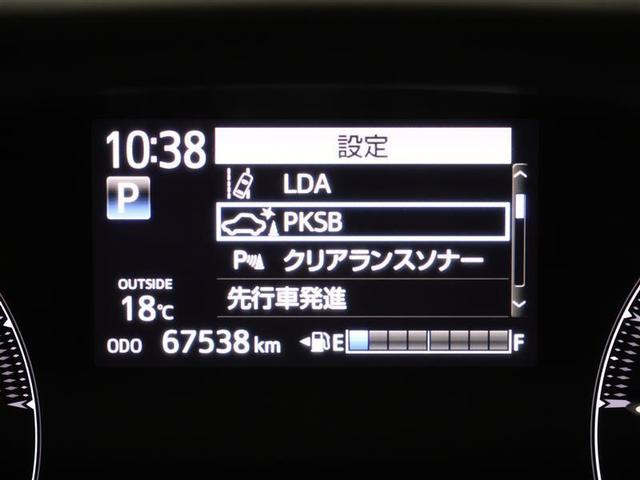 10:38
設定
LDA
P
PKSB
P クリアランスソナー
先行車発進
OUTSIDE
18℃
ODO 67538 km
E F